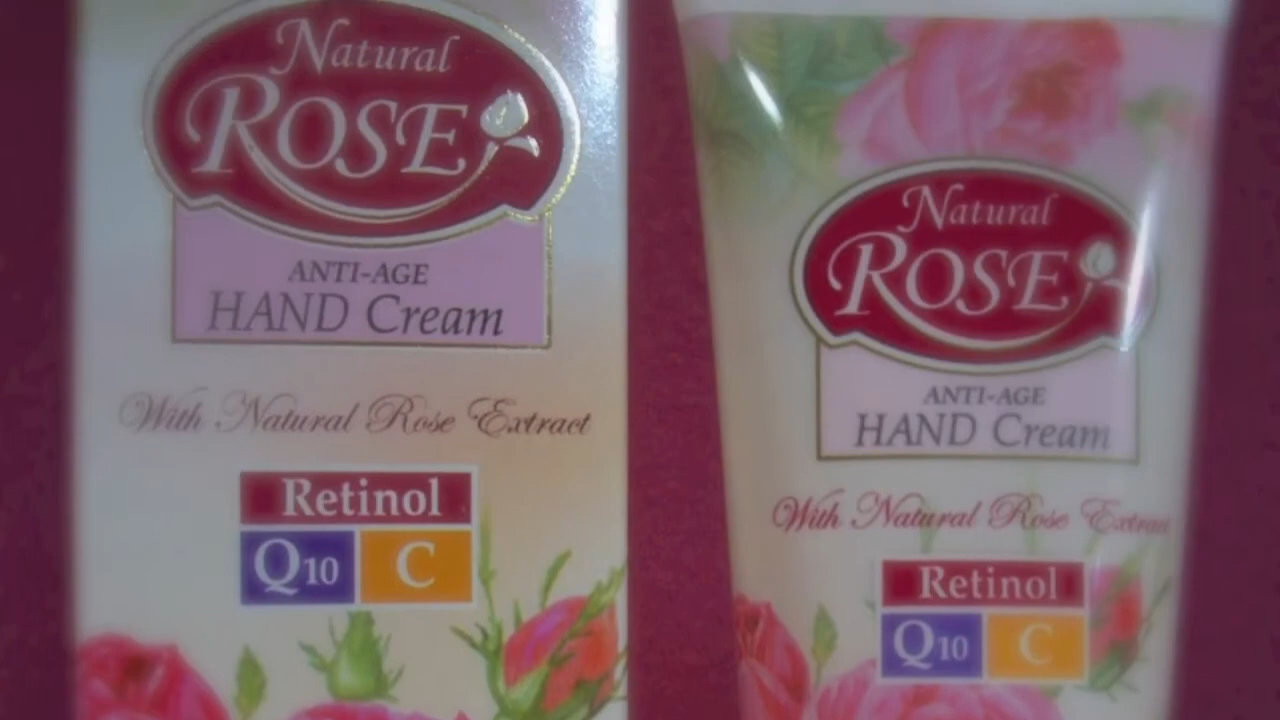 Natural
ROSE
ANTI-AGE
HAND Cream
With Natural Rose Extract
Retinol
Q10 C
Natural
ROSE
ANTI-AGE
HAND Cream
With Natural Rose Extract
Retinol
Q10 C